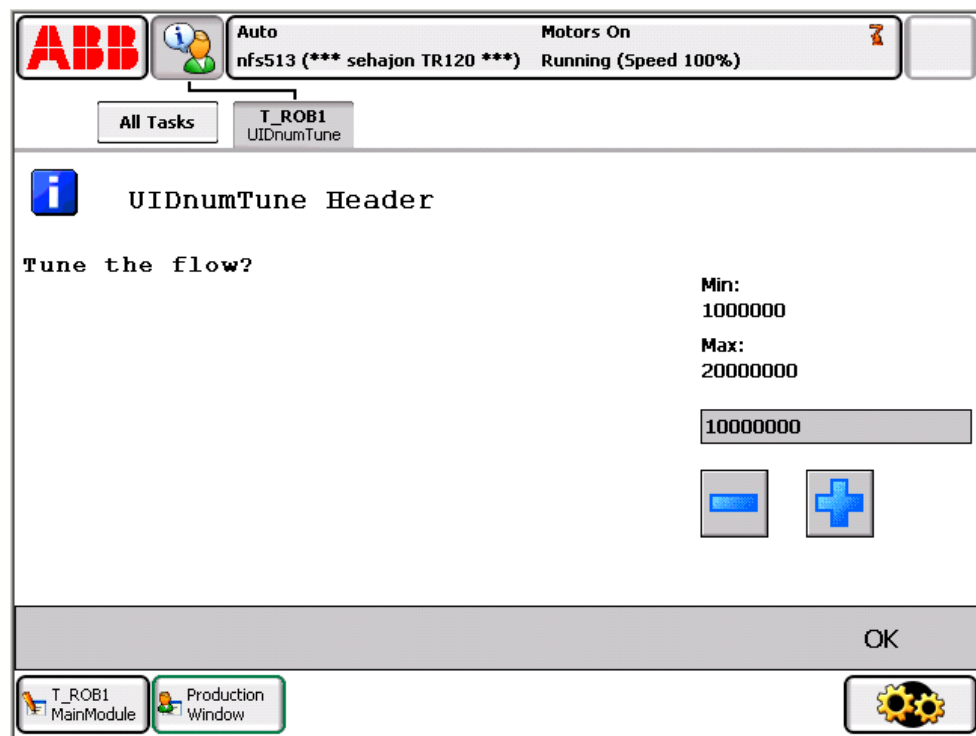 ABB
Auto
Motors On
nfs513 (*** sehajon TR120 ***)
Running (Speed 100%)
All Tasks
T_ROB1
UIDnumTune
i
UIDnumTune Header
Tune the flow?
Min:
1000000
Max:
20000000
10000000
OK
T_ROB1
MainModule
Production
Window